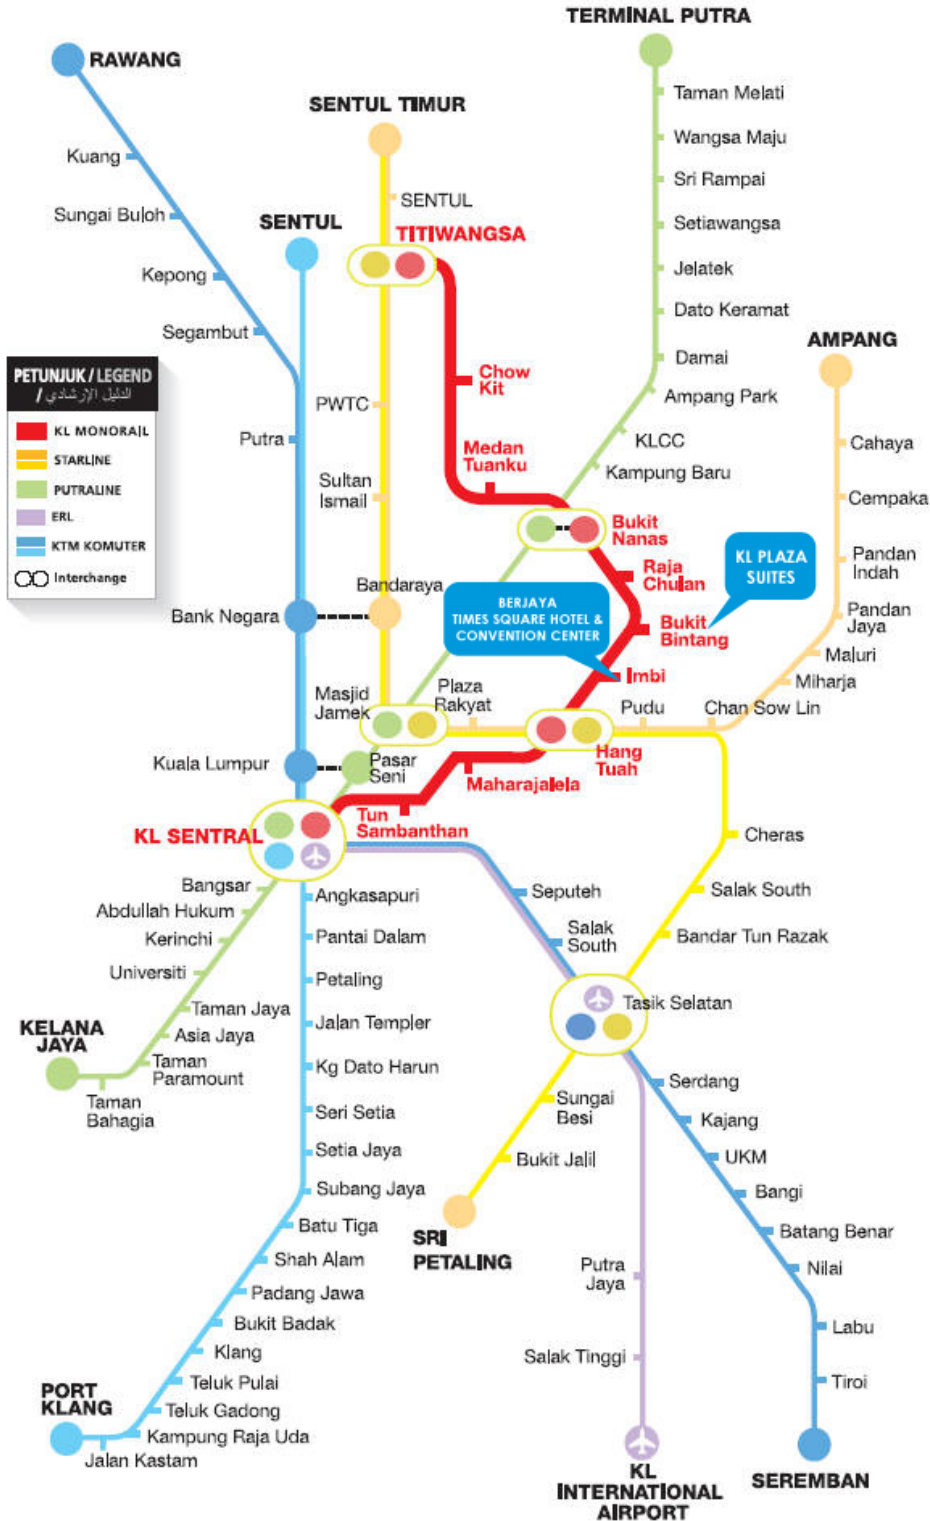 TERMINAL PUTRA
RAWANG
Taman Melati
SENTUL TIMUR
Wangsa Maju
Kuang
Sri Rampai
SENTUL
Sungai Buloh
SENTUL
Setiawangsa
TITIWANGSA
Jelatek
Kepong
Dato Keramat
Segambut
AMPANG
Damai
PETUNJUK / LEGEND
/ الدليل الإرشادي
Chow
Kit
Ampang Park
PWTC
KL MONORAIL
STARLINE
PUTRALINE
ERL
KTM KOMUTER
Interchange
Putra
KLCC
Cahaya
Medan
Tuanku
Kampung Baru
Sultan
Ismail
Cempaka
Bukit
Nanas
Pandan
Indah
KL PLAZA
SUITES
Raja
Chulan
Bandaraya
BERJAYA
TIMES SQUARE HOTEL &
CONVENTION CENTER
Bank Negara
Bukit
Bintang
Pandan
Jaya
Maluri
Imbi
Miharja
Masjid
Jamek
Plaza
Rakyat
Pudu
Chan Sow Lin
Kuala Lumpur
Pasar
Seni
Hang
Tuah
Maharajalela
Tun
Sambanthan
KL SENTRAL
Cheras
Bangsar
Angkasapuri
Seputeh
Salak South
Abdullah Hukum
Salak
South
Kerinchi
Pantai Dalam
Bandar Tun Razak
Universiti
Petaling
Tasik Selatan
Taman Jaya
Jalan Templer
KELANA
JAYA
Asia Jaya
Taman
Paramount
Kg Dato Harun
Serdang
Taman
Bahagia
Seri Setia
Sungai
Besi
Kajang
Setia Jaya
Bukit Jalil
UKM
Subang Jaya
Bangi
Batu Tiga
Batang Benar
SRI
PETALING
Shah Alam
Putra
Jaya
Nilai
Padang Jawa
Bukit Badak
Labu
Klang
Salak Tinggi
Teluk Pulai
Tiroi
PORT
KLANG
Teluk Gadong
Kampung Raja Uda
Jalan Kastam
KL
INTERNATIONAL
AIRPORT
SEREMBAN